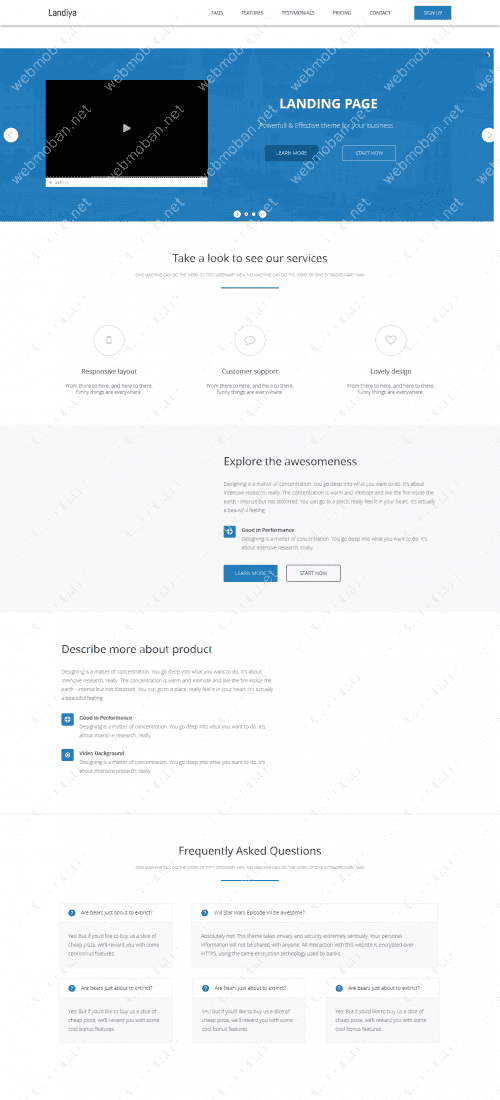 Landiya
FAQS FEATURES TESTIMONIALS PRICING CONTACT SIGN UP
LANDING PAGE
Powerfull & Effective theme for your business
LEARN MORE START NOW
Take a look to see our services
ONE MACHINE CAN DO THE WORK OF FIFTY ORDINARY MEN. NO MACHINE CAN DO THE WORK OF ONE EXTRAORDINARY MAN
Responsive layout Customer support Lovely design
From there to here, and here to there, From there to here, and here to there, From there to here, and here to there,
funny things are everywhere. funny things are everywhere. funny things are everywhere.
Explore the awesomeness
Designing is a matter of concentration. You go deep into what you want to do. It's about
intensive research, really. The concentration is warm and intimate and like the fire inside the
earth - intense but not distorted. You can go to a place, really feel it in your heart. It's actually
a beautiful feeling.
Good in Performance
Designing is a matter of concentration. You go deep into what you want to do. It's
about intensive research, really.
LEARN MORE START NOW
Describe more about product
Designing is a matter of concentration. You go deep into what you want to do. It's about
intensive research, really. The concentration is warm and intimate and like the fire inside the
earth - intense but not distorted. You can go to a place, really feel it in your heart. It's actually
a beautiful feeling.
Good in Performance
Designing is a matter of concentration. You go deep into what you want to do. It's
about intensive research, really.
Video Background
Designing is a matter of concentration. You go deep into what you want to do. It's
about intensive research, really.
Frequently Asked Questions
ONE MACHINE CAN DO THE WORK OF FIFTY ORDINARY MEN. NO MACHINE CAN DO THE WORK OF ONE EXTRAORDINARY MAN
Are bears just about to extinct? Will Star Wars Episode VII be awesome?
Yes! But if you'd like to buy us a slice of Absolutely not! This theme takes privacy and security extremely seriously. Your personal
cheap pizza, we'll reward you with some information will not be shared with anyone. All interaction with this website is encrypted over
cool bonus features. HTTPS, using the same encryption technology used by banks.
Are bears just about to extinct? Are bears just about to extinct? Are bears just about to extinct?
Yes! But if you'd like to buy us a slice of Yes! But if you'd like to buy us a slice of Yes! But if you'd like to buy us a slice of
cheap pizza, we'll reward you with some cheap pizza, we'll reward you with some cheap pizza, we'll reward you with some
cool bonus features. cool bonus features. cool bonus features.
webmoban.net webmoban.net webmoban.net webmoban.net
webmoban.net webmoban.net webmoban.net webmoban.net